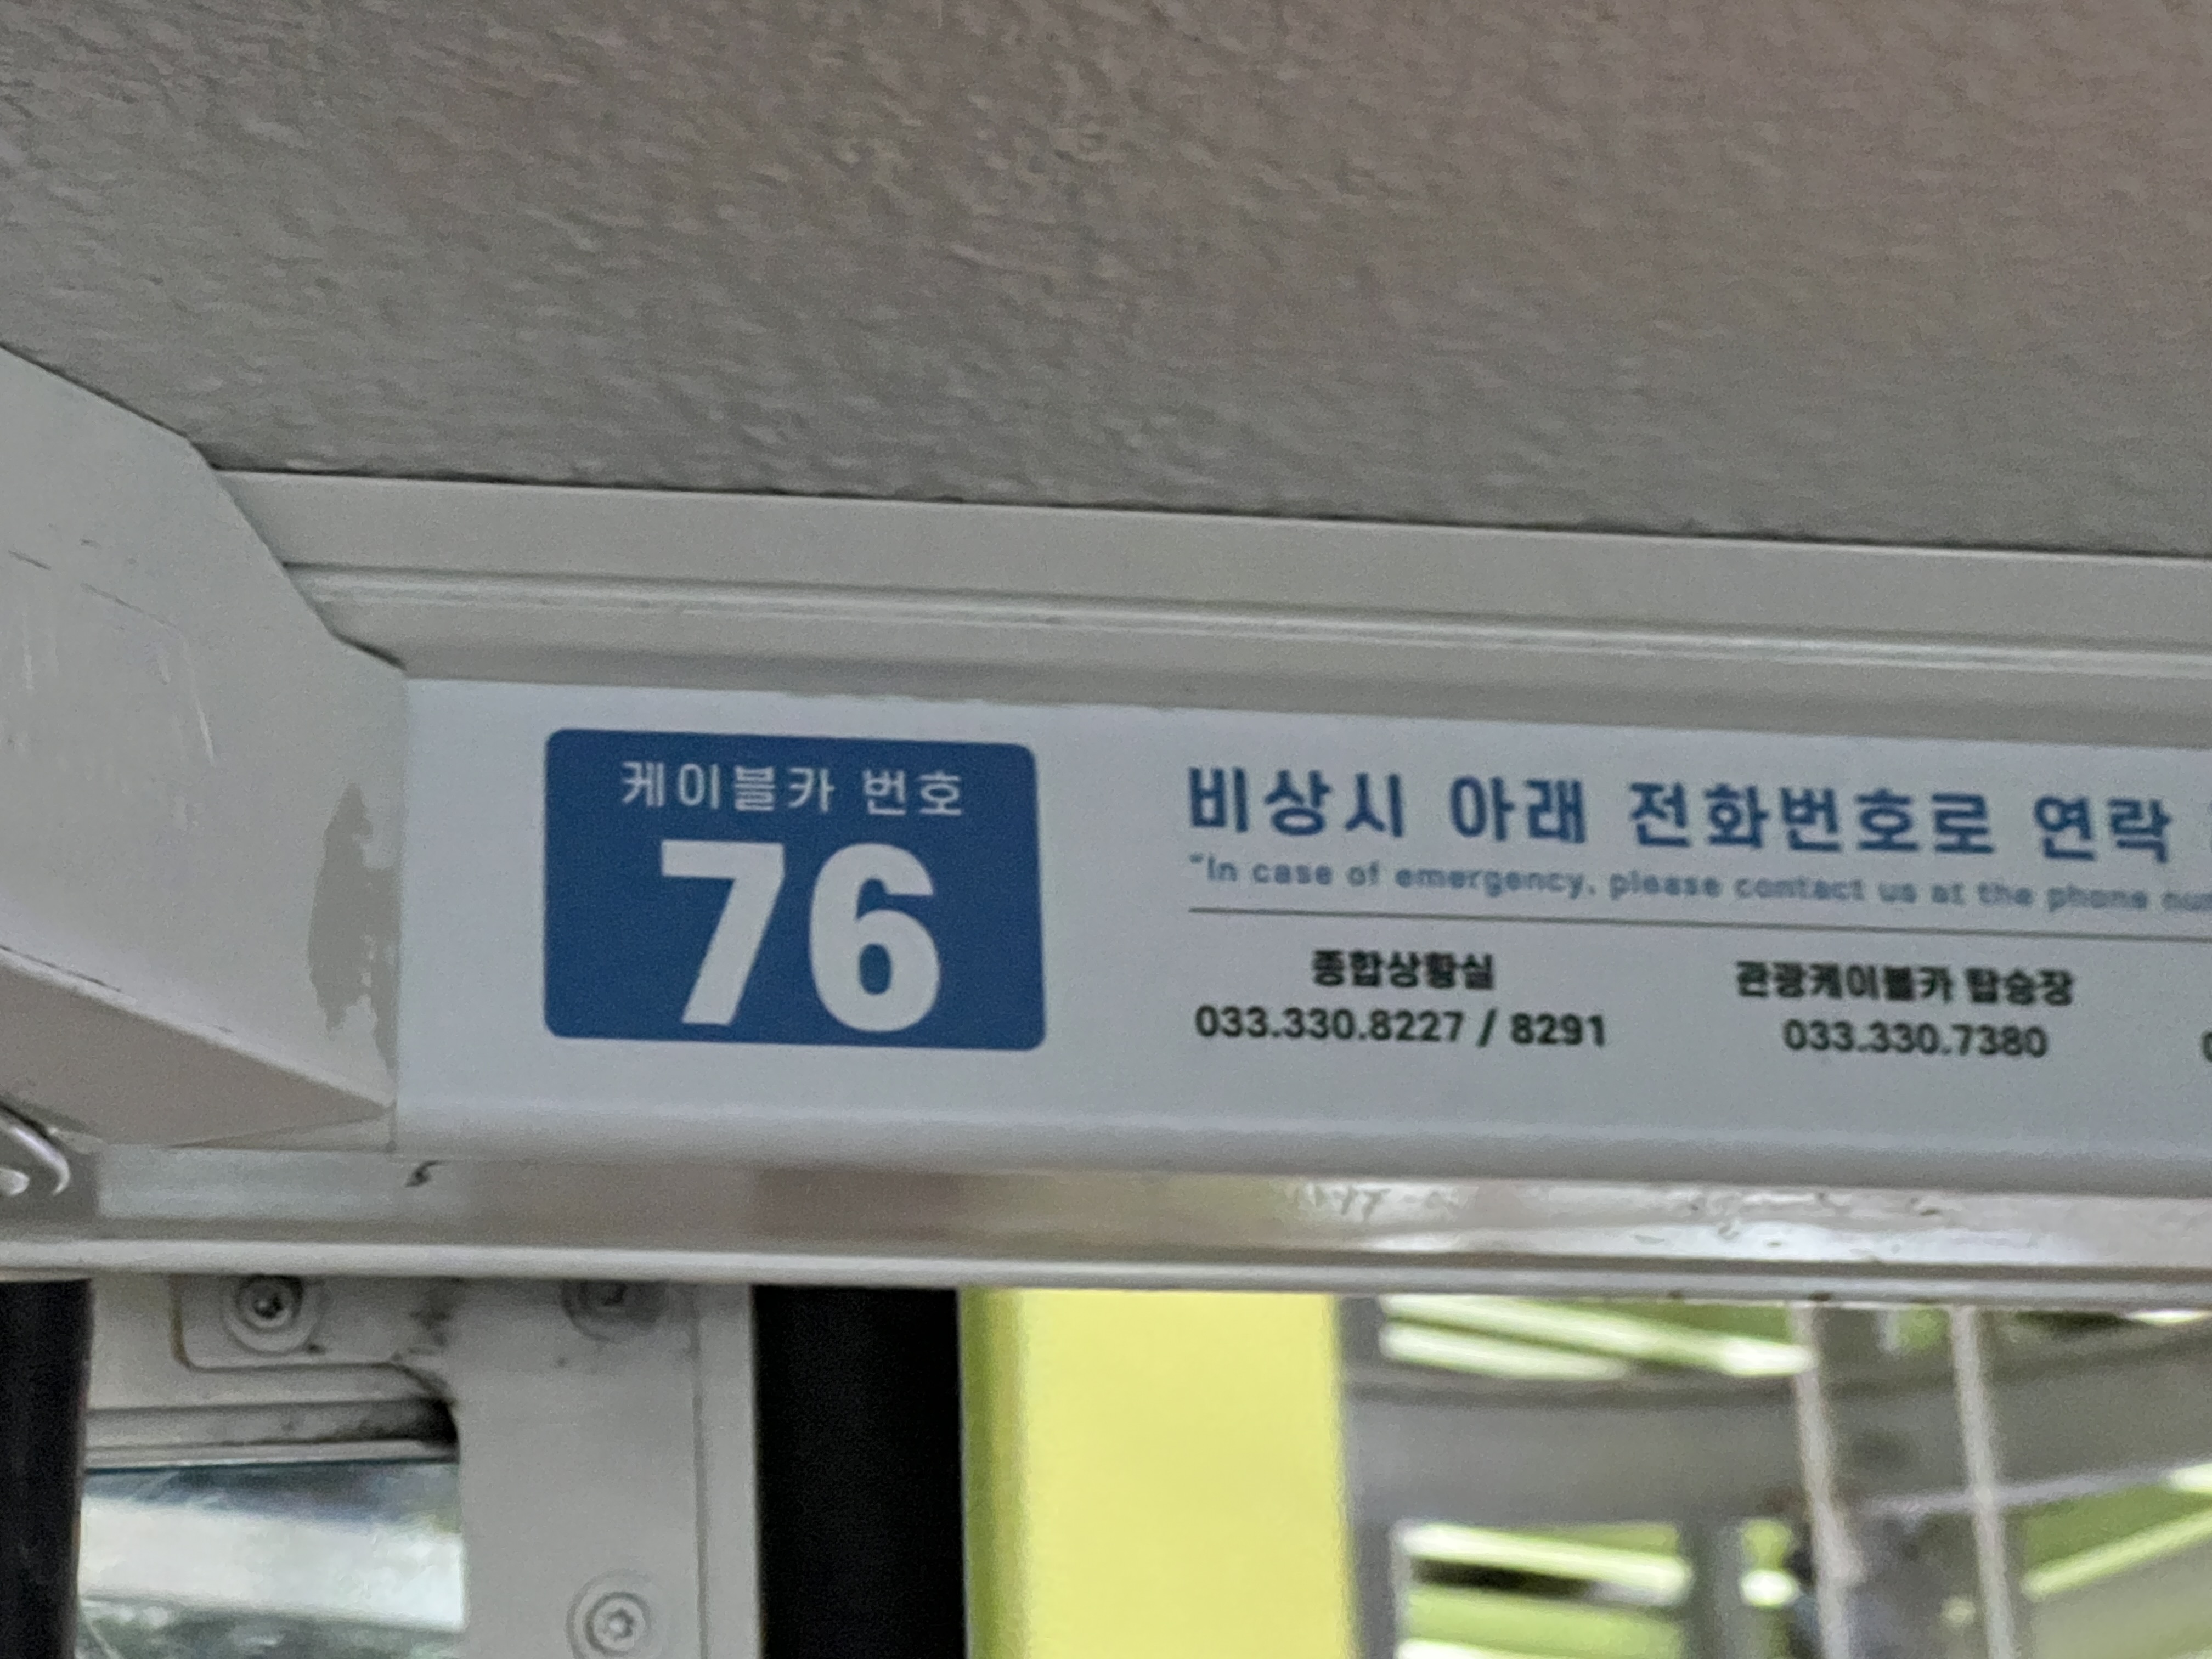 케이블카 번호
76
비상시 아래 전화번호로 연락
"In case of emergency, please contact us at the phone
종합상황실
033.330.8227 / 8291
관광케이블카 탑승장
033.330.7380